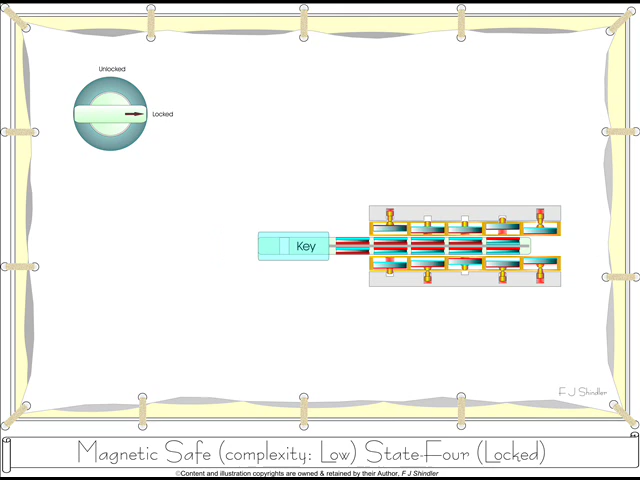 Unlocked
Locked
Key
F J Shindler
Magnetic Safe (complexity: Low) State-Four (Locked)
©Content and illustration copyrights are owned & retained by their Author. F J Shindler